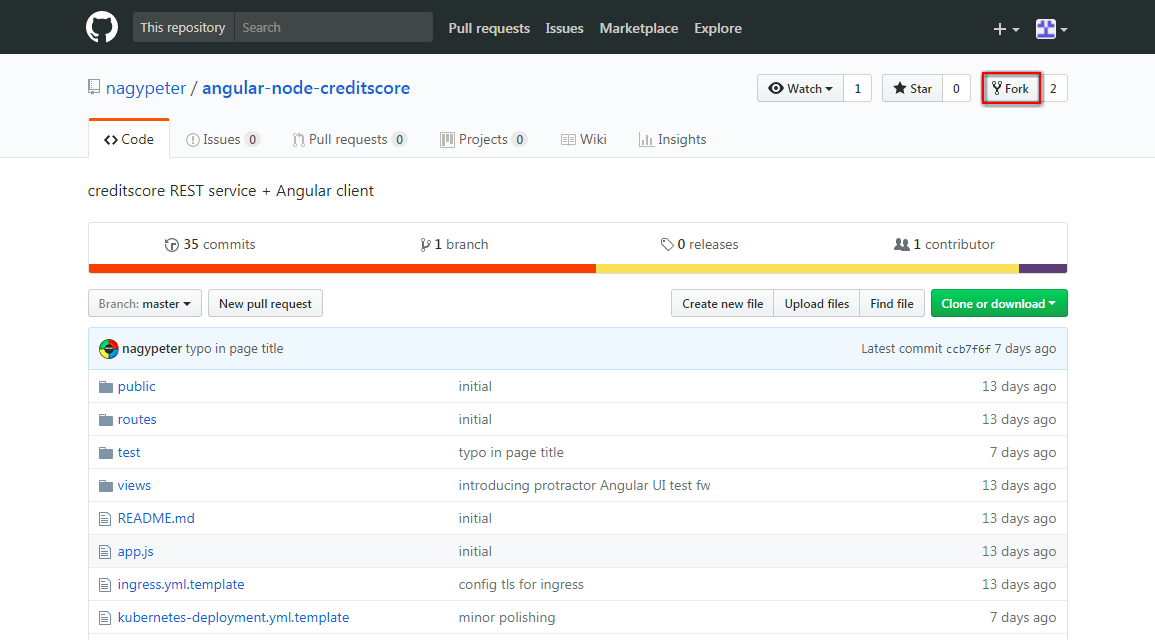 This repository Search Pull requests Issues Marketplace Explore
nagypeter / angular-node-creditscore Watch 1 Star 0 Fork 2
Code Issues 0 Pull requests 0 Projects 0 Wiki Insights
creditscore REST service + Angular client
35 commits 1 branch 0 releases 1 contributor
Branch: master New pull request Create new file Upload files Find file Clone or download
nagypeter typo in page title Latest commit ccb7f6f 7 days ago
public initial 13 days ago
routes initial 13 days ago
test typo in page title 7 days ago
views introducing protractor Angular UI test fw 13 days ago
README.md initial 13 days ago
app.js initial 13 days ago
ingress.yml.template config tls for ingress 13 days ago
kubernetes-deployment.yml.template minor polishing 7 days ago